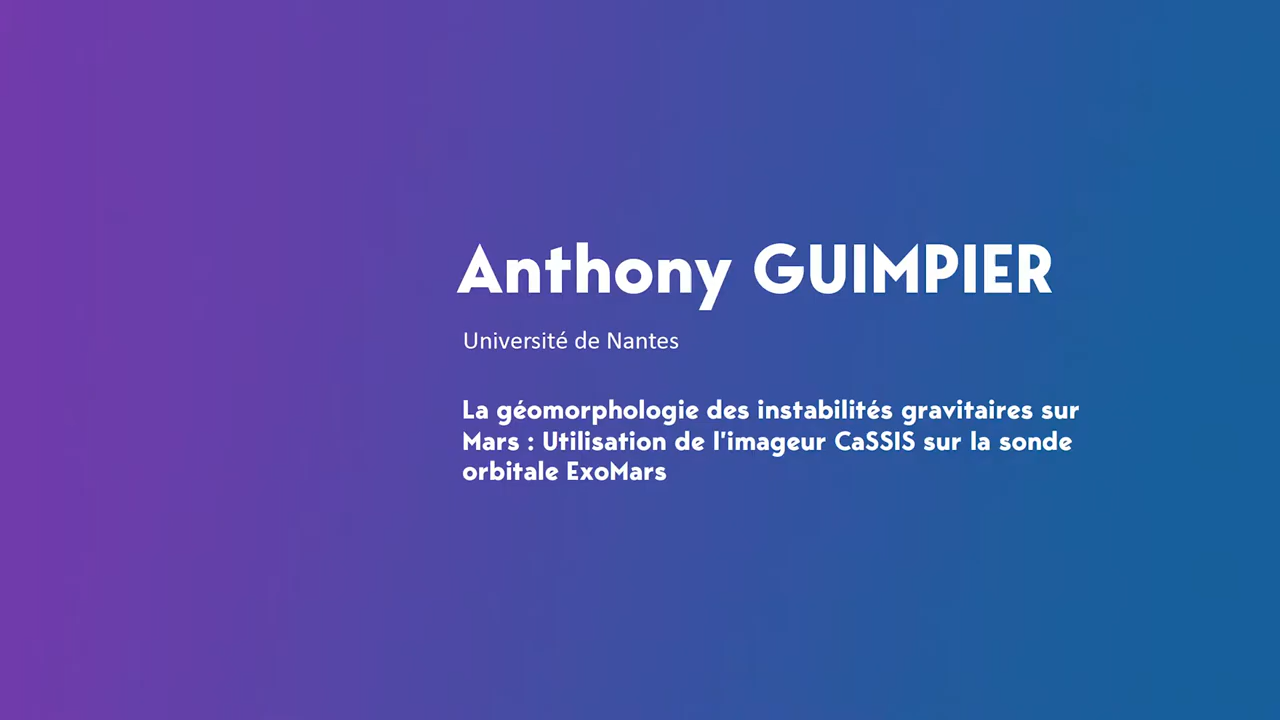 Anthony GUIMPIER
Université de Nantes
La géomorphologie des instabilités gravitaires sur
Mars : Utilisation de l'imageur CaSSIS sur la sonde
orbitale ExoMars